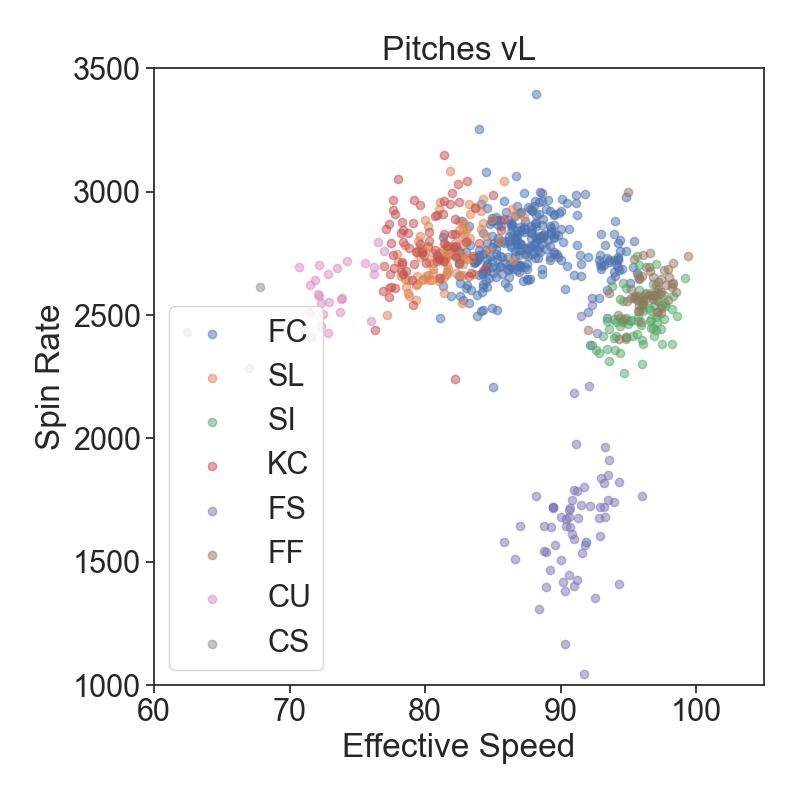 Pitches vL
3500
3000
2500
2000
1500
1000
Spin Rate
FC
SL
SI
KC
FS
FF
CU
CS
60
70
80
90
100
Effective Speed